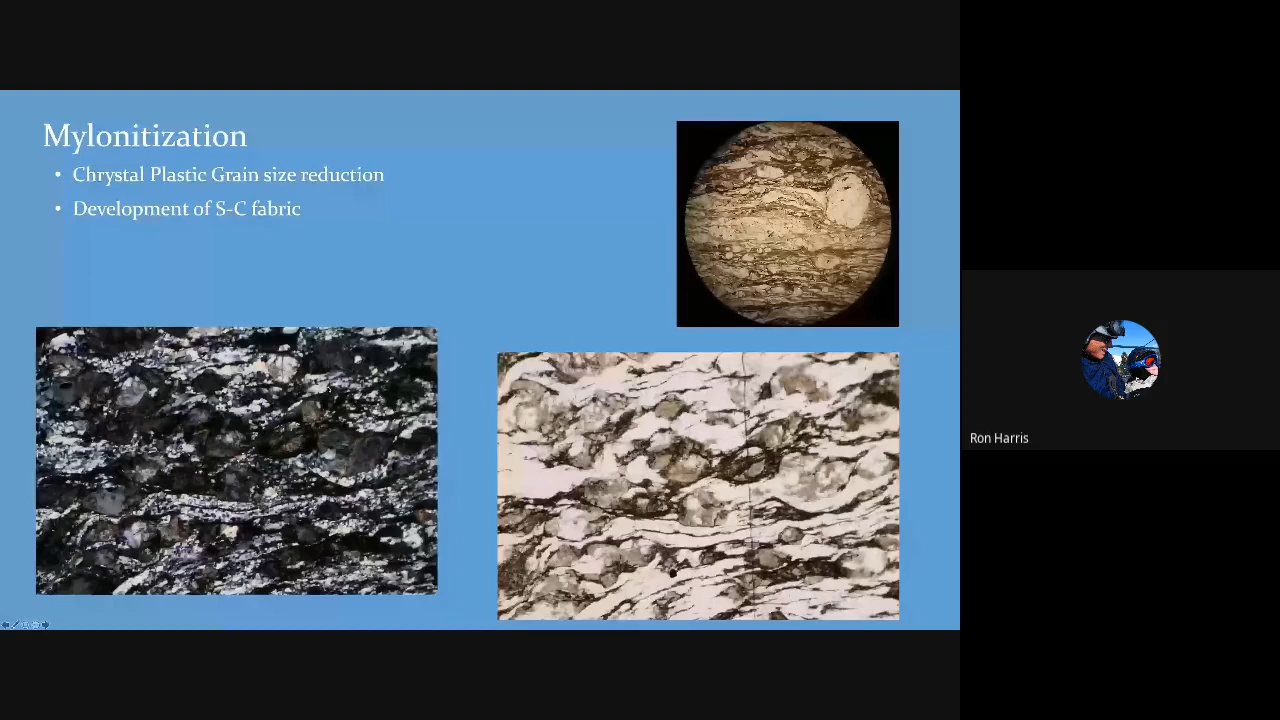 Mylonitization
• Chrystal Plastic Grain size reduction
• Development of S-C fabric
Ron Harris